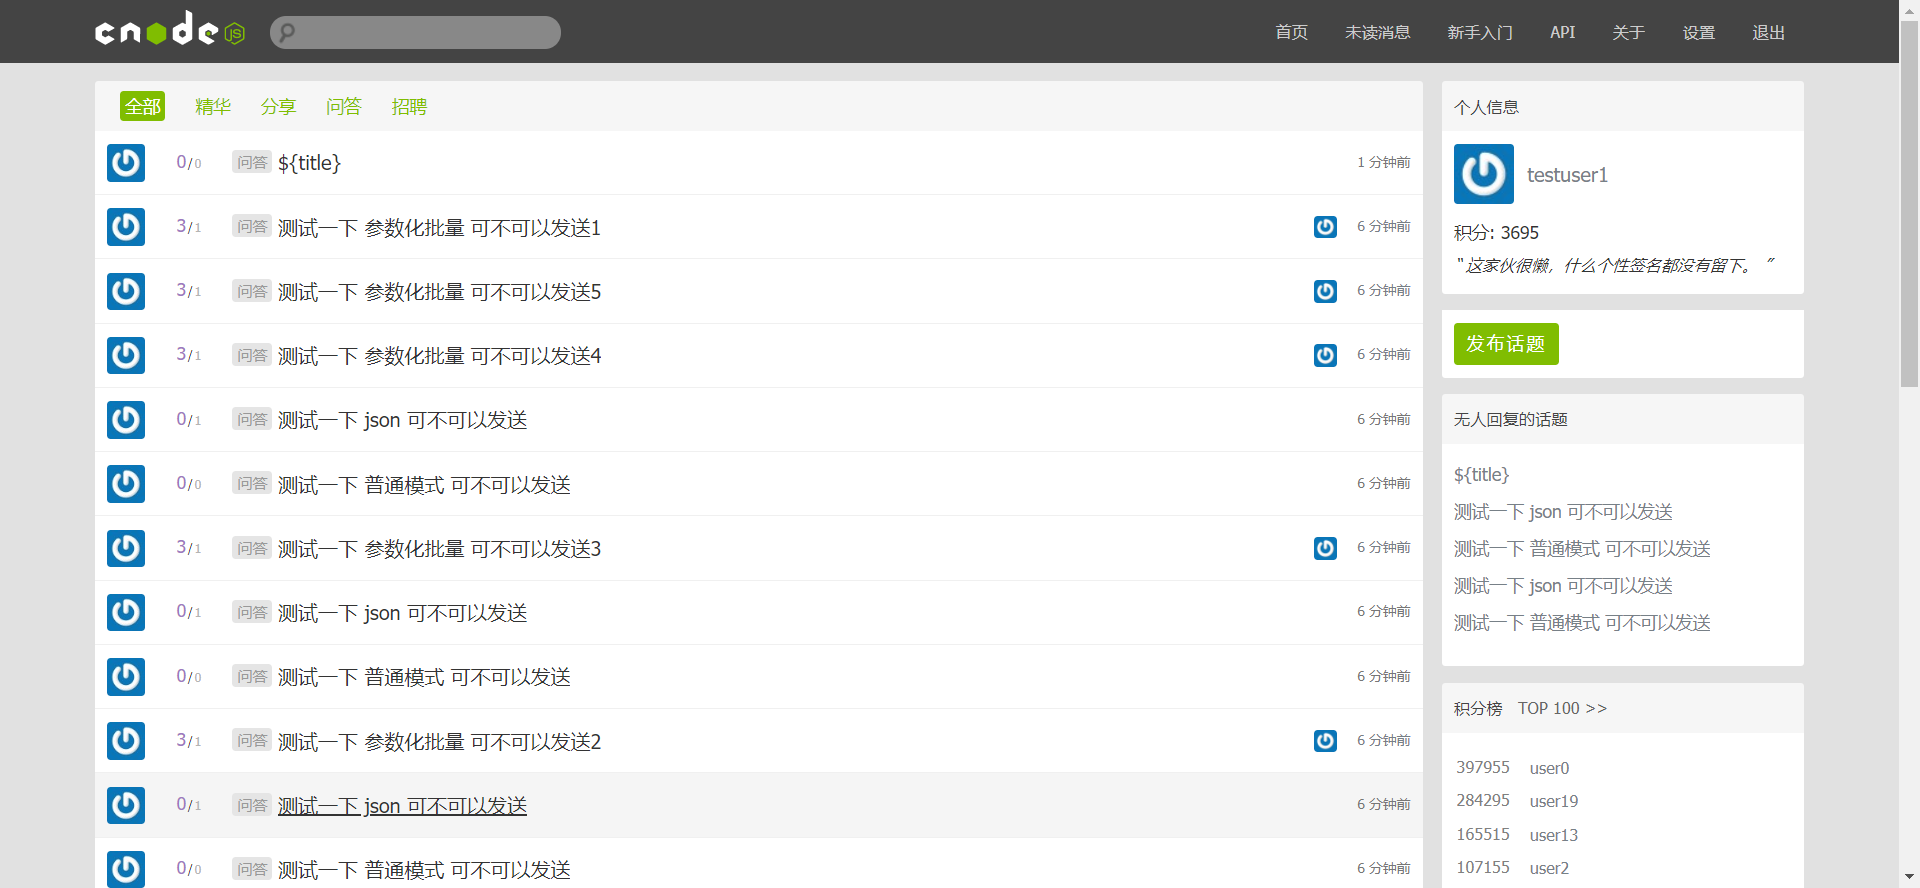 cnode JS
首页 未读消息 新手入门 API 关于 设置 退出
全部 精华 分享 问答 招聘
0/0 问答 ${title} 1 分钟前
3/1 问答 测试一下 参数化批量 可不可以发送1 6 分钟前
3/1 问答 测试一下 参数化批量 可不可以发送5 6 分钟前
3/1 问答 测试一下 参数化批量 可不可以发送4 6 分钟前
0/1 问答 测试一下 json 可不可以发送 6 分钟前
0/0 问答 测试一下 普通模式 可不可以发送 6 分钟前
3/1 问答 测试一下 参数化批量 可不可以发送3 6 分钟前
0/1 问答 测试一下 json 可不可以发送 6 分钟前
0/0 问答 测试一下 普通模式 可不可以发送 6 分钟前
3/1 问答 测试一下 参数化批量 可不可以发送2 6 分钟前
0/1 问答 测试一下 json 可不可以发送 6 分钟前
0/0 问答 测试一下 普通模式 可不可以发送 6 分钟前
个人信息
testuser1
积分: 3695
“ 这家伙很懒，什么个性签名都没有留下。 ”
发布话题
无人回复的话题
${title}
测试一下 json 可不可以发送
测试一下 普通模式 可不可以发送
测试一下 json 可不可以发送
测试一下 普通模式 可不可以发送
积分榜 TOP 100 >>
397955 user0
284295 user19
165515 user13
107155 user2